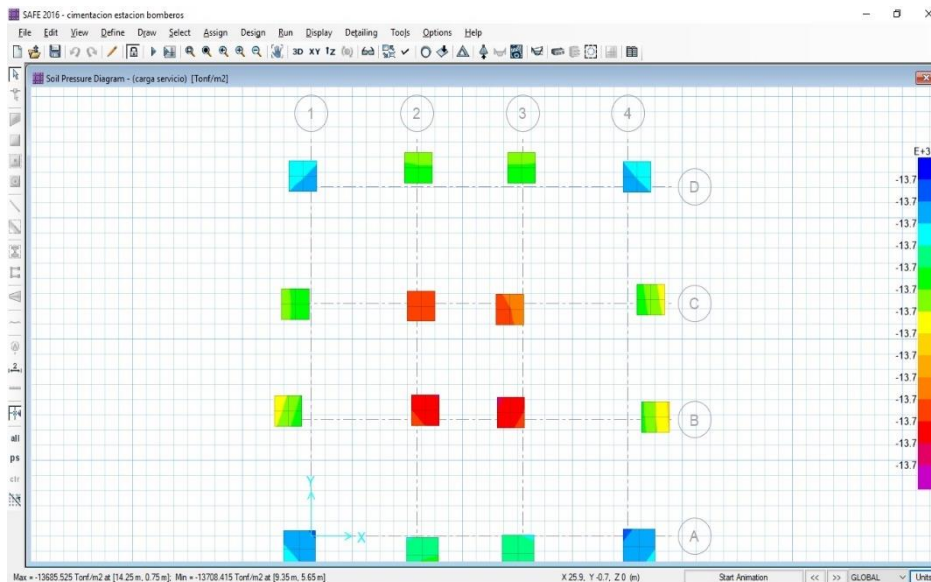 SAFE 2016 - cimentacion estacion bomberos
File Edit View Define Draw Select Assign Design Run Display Detailing Tools Options Help
3D XY
Soil Pressure Diagram - (carga servicio) [Tonf/m2]
1 2 3 4
E+3
-13.7
-13.7
D
-13.7
-13.7
-13.7
C
-13.7
-13.7
-13.7
-13.7
B
-13.7
-13.7
-13.7
-13.7
all
ps
clr
Y
X
A
Max = -13685.525 Tonf/m2 at [14.25 m, 0.75 m]; Min = -13708.415 Tonf/m2 at [9.35 m, 5.65 m]
X 25.9, Y -0.7, Z 0 (m)
Start Animation
<< >>
GLOBAL
Units